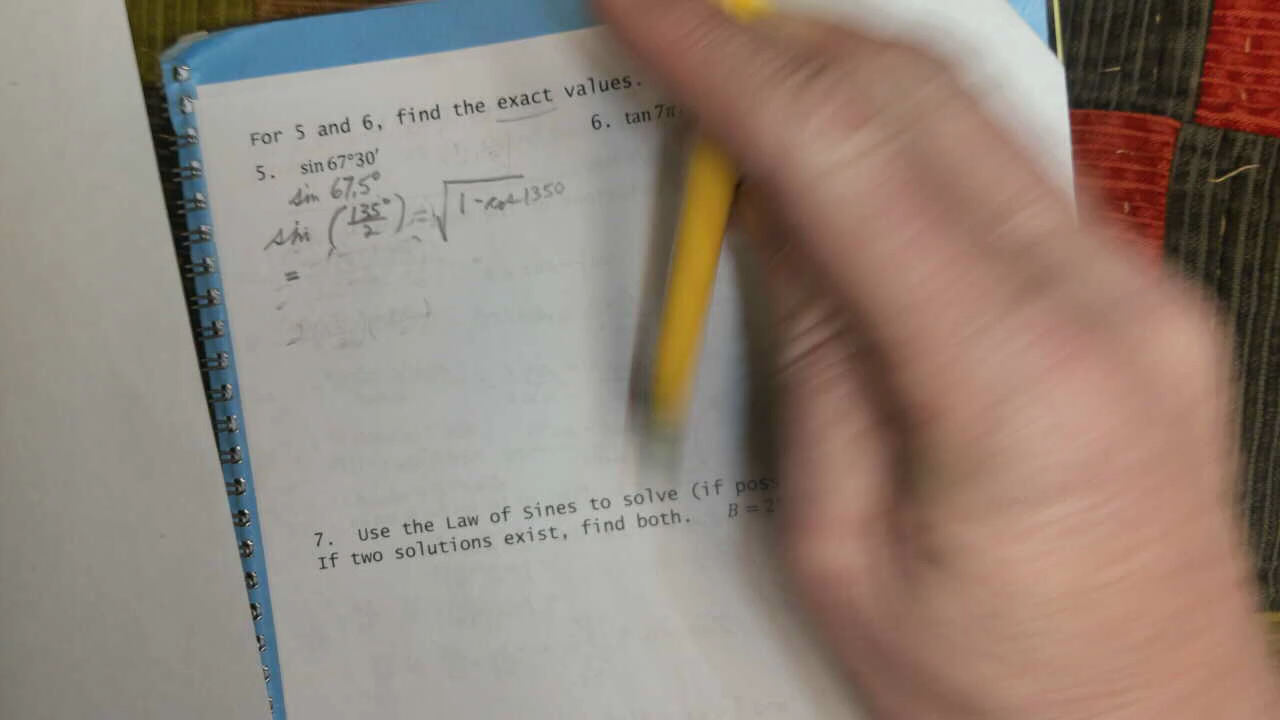 For 5 and 6, find the exact values.
5. sin 67°30′
6. tan 7π
sin 67.5°
sin (135°/2) = √1-cos 135°
=
7. Use the Law of Sines to solve (if poss
If two solutions exist, find both. B = 2